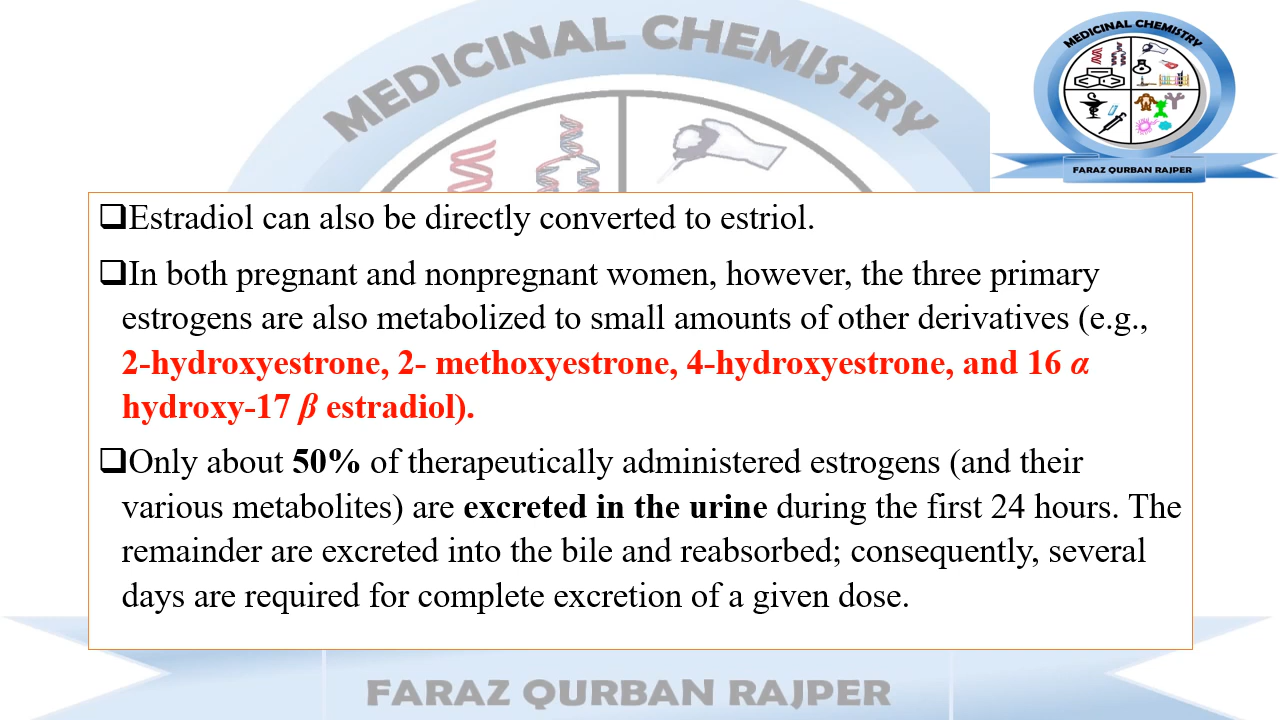 MEDICINAL CHEMISTRY
MEDICINAL CHEMISTRY
FARAZ QURBAN RAJPER
❑Estradiol can also be directly converted to estriol.
❑In both pregnant and nonpregnant women, however, the three primary
estrogens are also metabolized to small amounts of other derivatives (e.g.,
2-hydroxyestrone, 2- methoxyestrone, 4-hydroxyestrone, and 16 α
hydroxy-17 β estradiol).
❑Only about 50% of therapeutically administered estrogens (and their
various metabolites) are excreted in the urine during the first 24 hours. The
remainder are excreted into the bile and reabsorbed; consequently, several
days are required for complete excretion of a given dose.
FARAZ QURBAN RAJPER